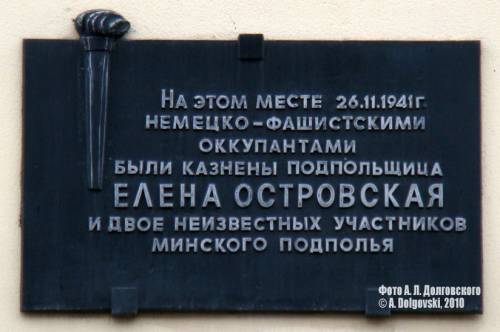 На этом месте 26.11.1941г.
немецко-фашистскими
оккупантами
были казнены подпольщица
Елена Островская
и двое неизвестных участников
минского подполья
Фото А. Л. Долговского
© A. Dolgovski, 2010